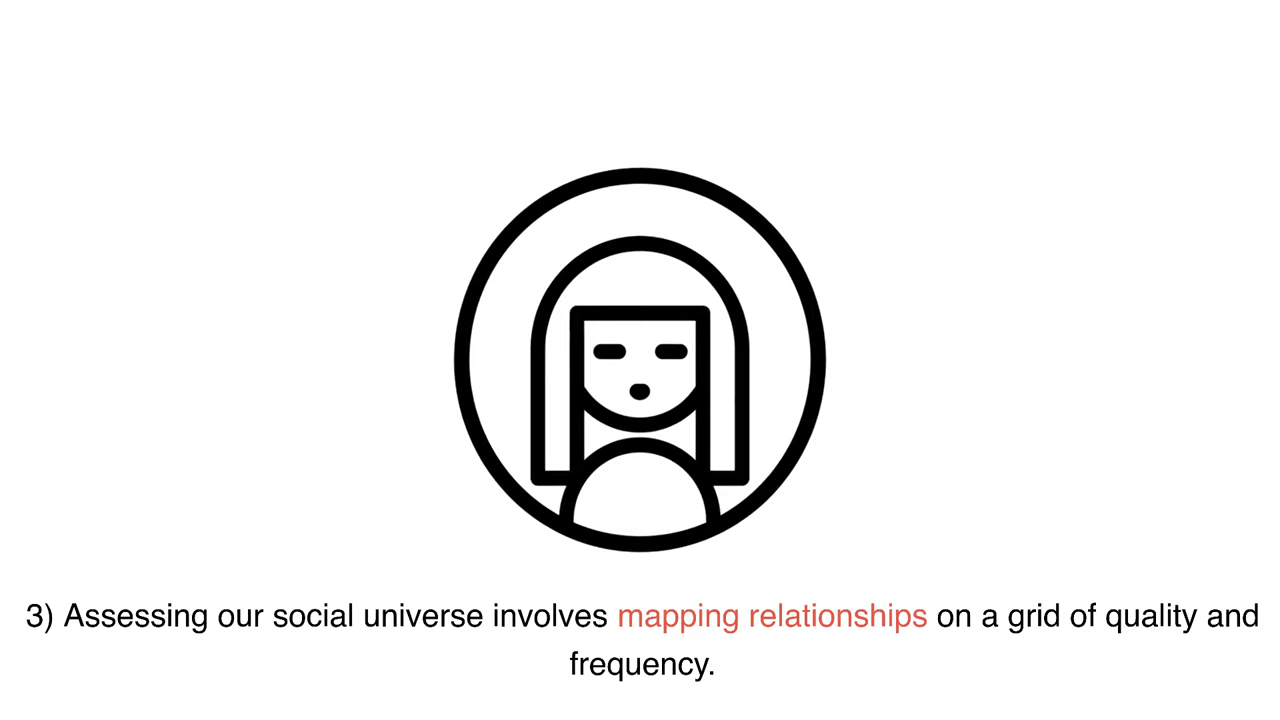 3) Assessing our social universe involves mapping relationships on a grid of quality and
frequency.